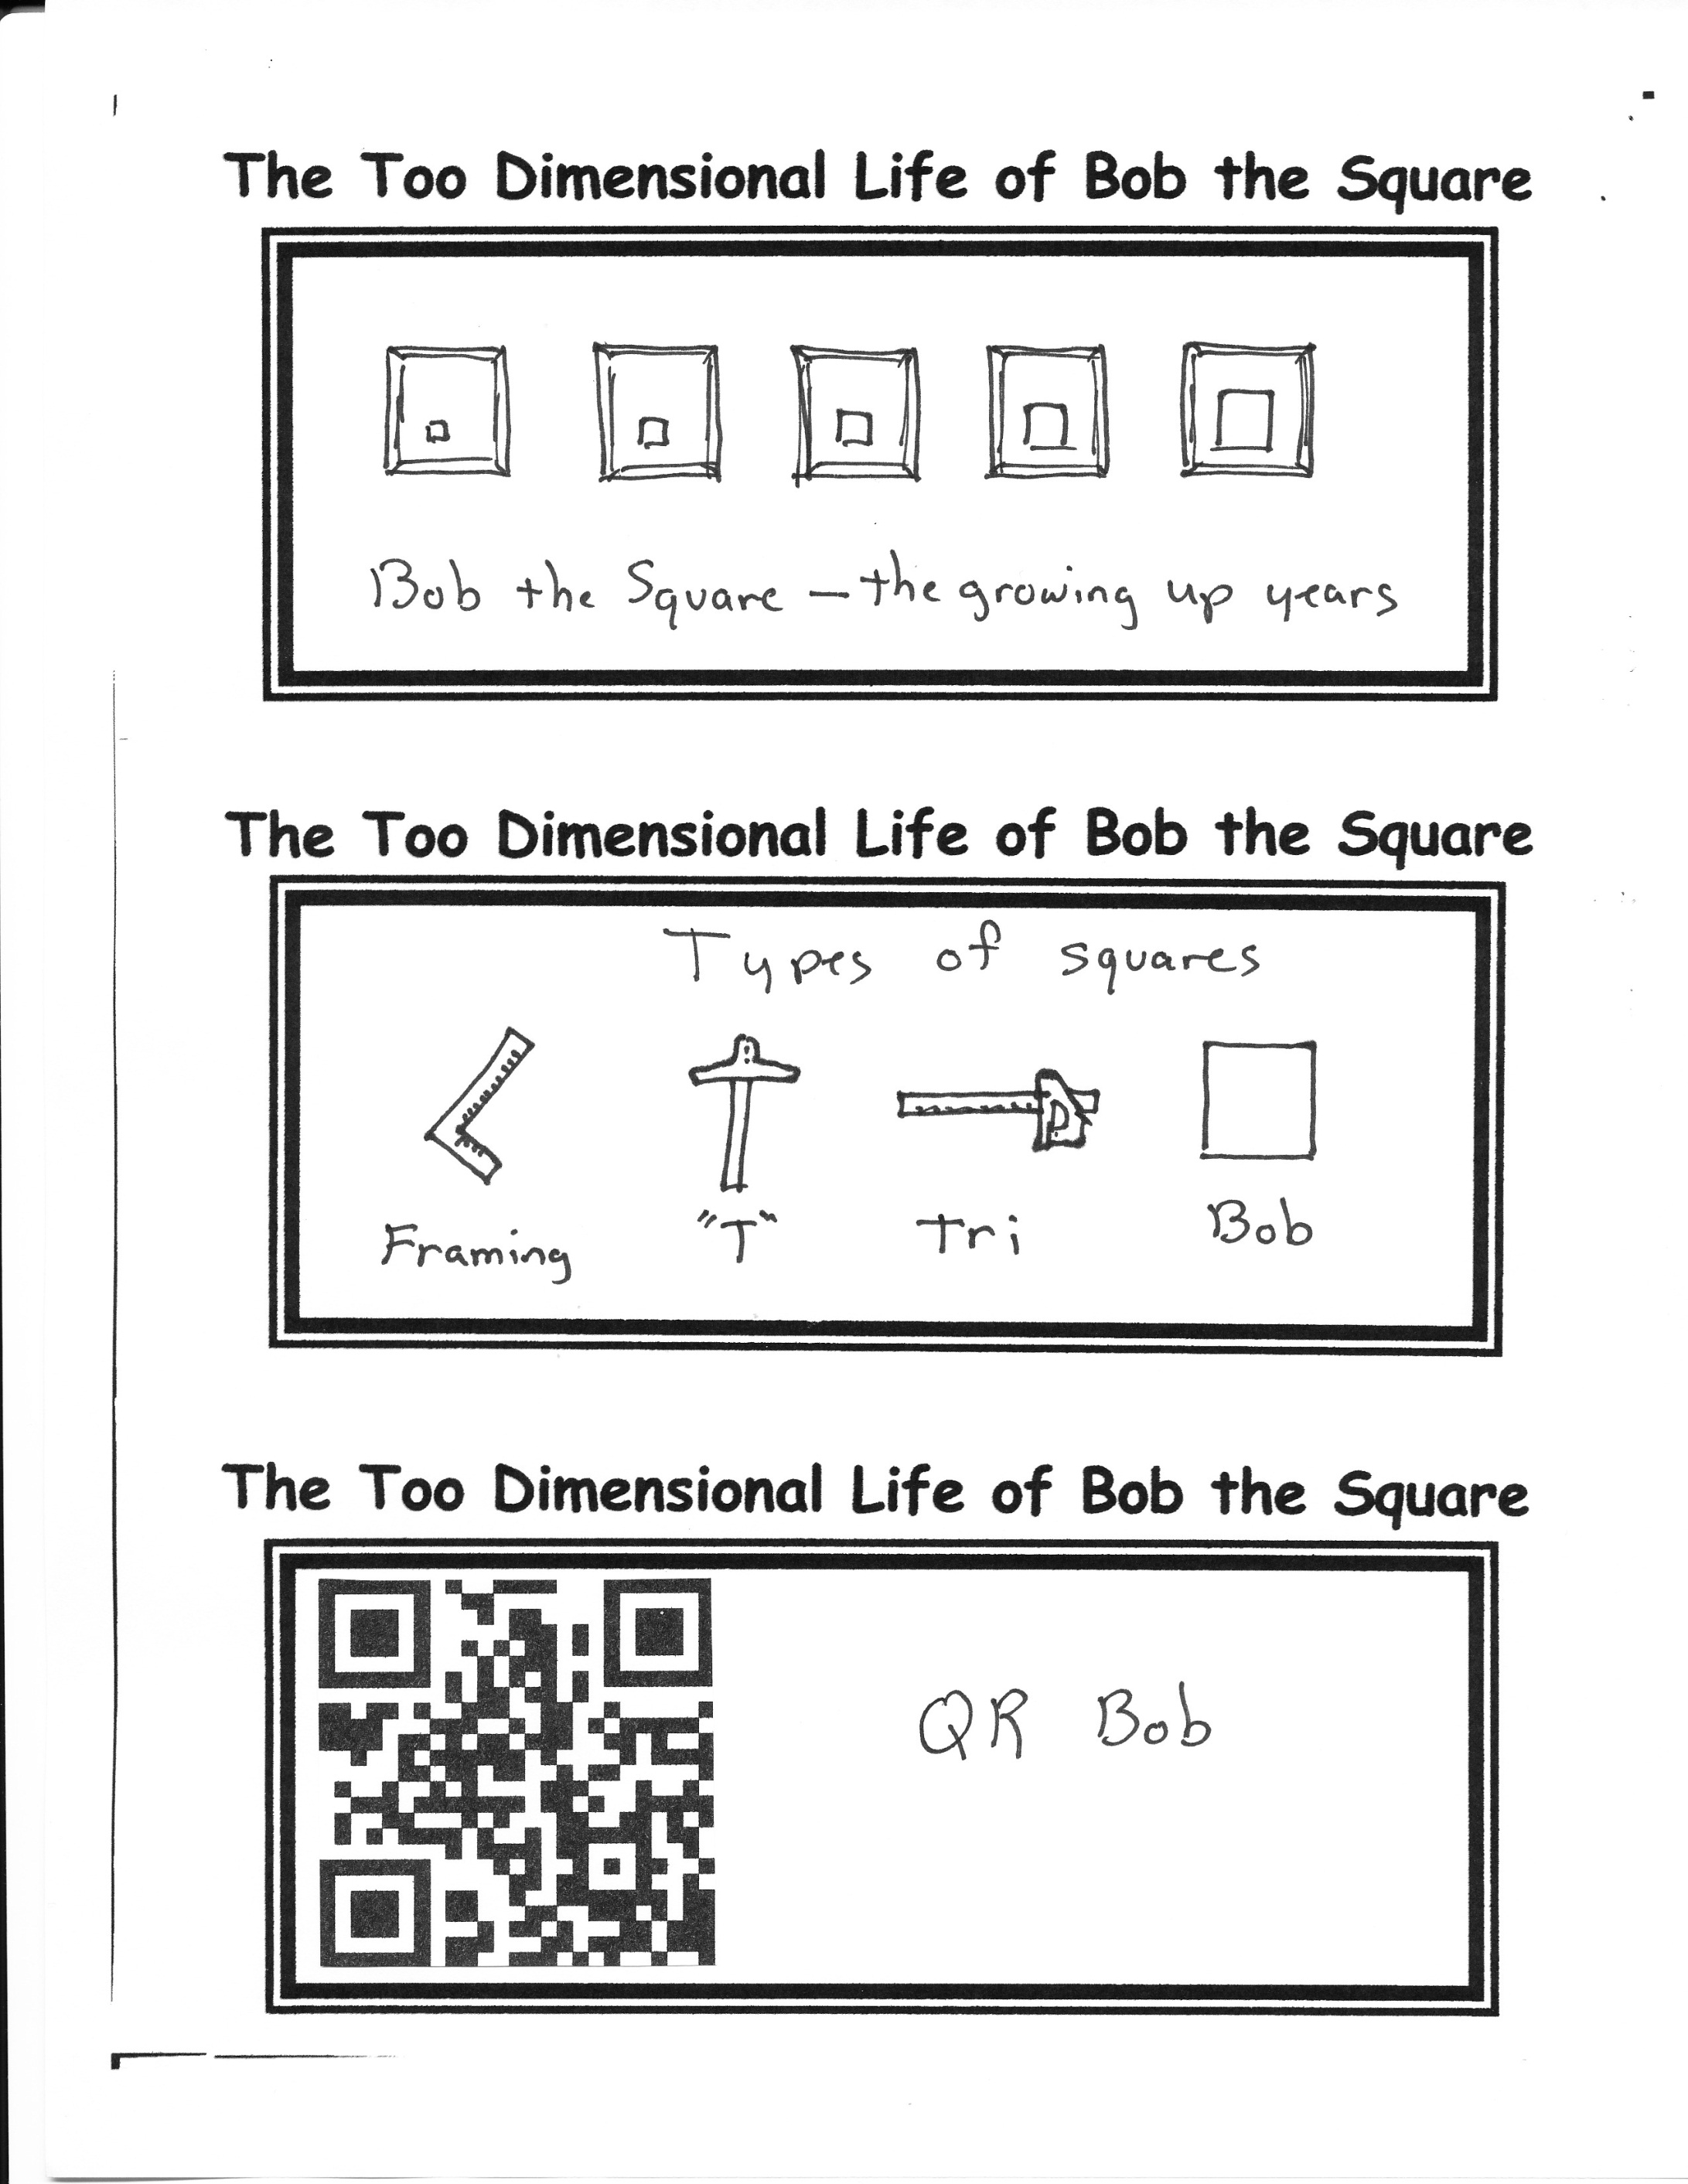 The Too Dimensional Life of Bob the Square
Bob the Square – the growing up years
The Too Dimensional Life of Bob the Square
Types of squares
Framing
"T"
Tri
Bob
The Too Dimensional Life of Bob the Square
QR Bob